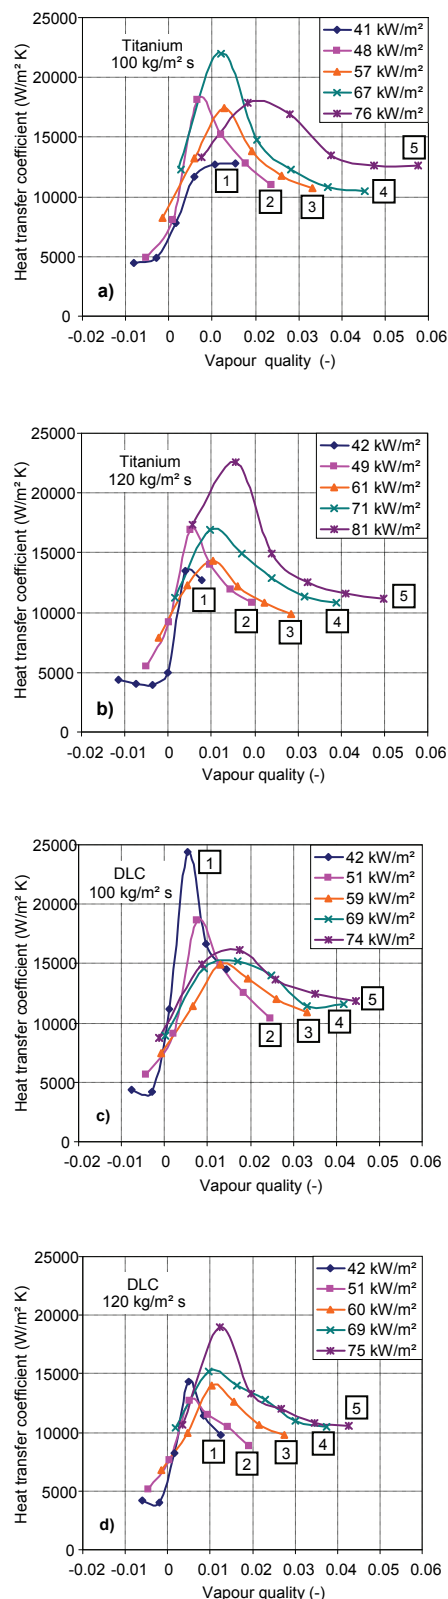 25000
20000
15000
10000
5000
0
Heat transfer coefficient (W/m² K)
Titanium
100 kg/m² s
41 kW/m²
48 kW/m²
57 kW/m²
67 kW/m²
76 kW/m²
1
2
3
4
5
a)
-0.02 -0.01 0 0.01 0.0 0.03 0.04 0.05 0.06
Vapour quality (-)
25000
20000
15000
10000
5000
0
Heat transfer coefficient (W/m² K)
Titanium
120 kg/m² s
42 kW/m²
49 kW/m²
61 kW/m²
71 kW/m²
81 kW/m²
1
2
3
4
5
b)
-0.02 -0.01 0 0.01 0.0 0.03 0.04 0.05 0.06
Vapour quality (-)
25000
20000
15000
10000
5000
0
Heat transfer coefficient (W/m² K)
DLC
100 kg/m² s
42 kW/m²
51 kW/m²
59 kW/m²
69 kW/m²
74 kW/m²
1
2
3
4
5
c)
-0.02 -0.01 0 0.01 0.02 0.03 0.04 0.05 0.06
Vapour quality (-)
25000
20000
15000
10000
5000
0
Heat transfer coefficient (W/m² K)
DLC
120 kg/m² s
42 kW/m²
51 kW/m²
60 kW/m²
69 kW/m²
75 kW/m²
1
2
3
4
5
d)
-0.02 -0.01 0 0.01 0.02 0.03 0.04 0.05 0.06
Vapour quality (-)